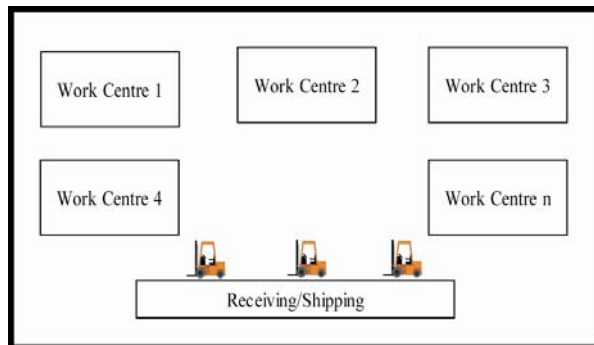 Work Centre 1
Work Centre 2
Work Centre 3
Work Centre 4
Work Centre n
Receiving/Shipping